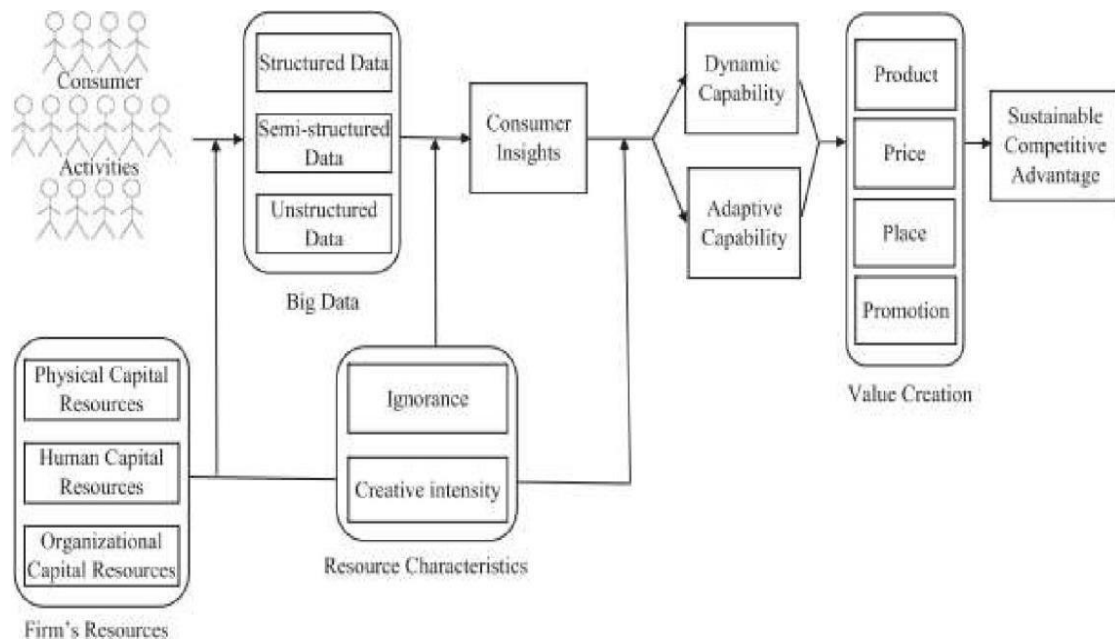 Consumer
Activities
Structured Data
Semi-structured
Data
Unstructured
Data
Big Data
Consumer
Insights
Dynamic
Capability
Adaptive
Capability
Product
Price
Place
Promotion
Value Creation
Sustainable
Competitive
Advantage
Physical Capital
Resources
Human Capital
Resources
Organizational
Capital Resources
Firm's Resources
Ignorance
Creative intensity
Resource Characteristics